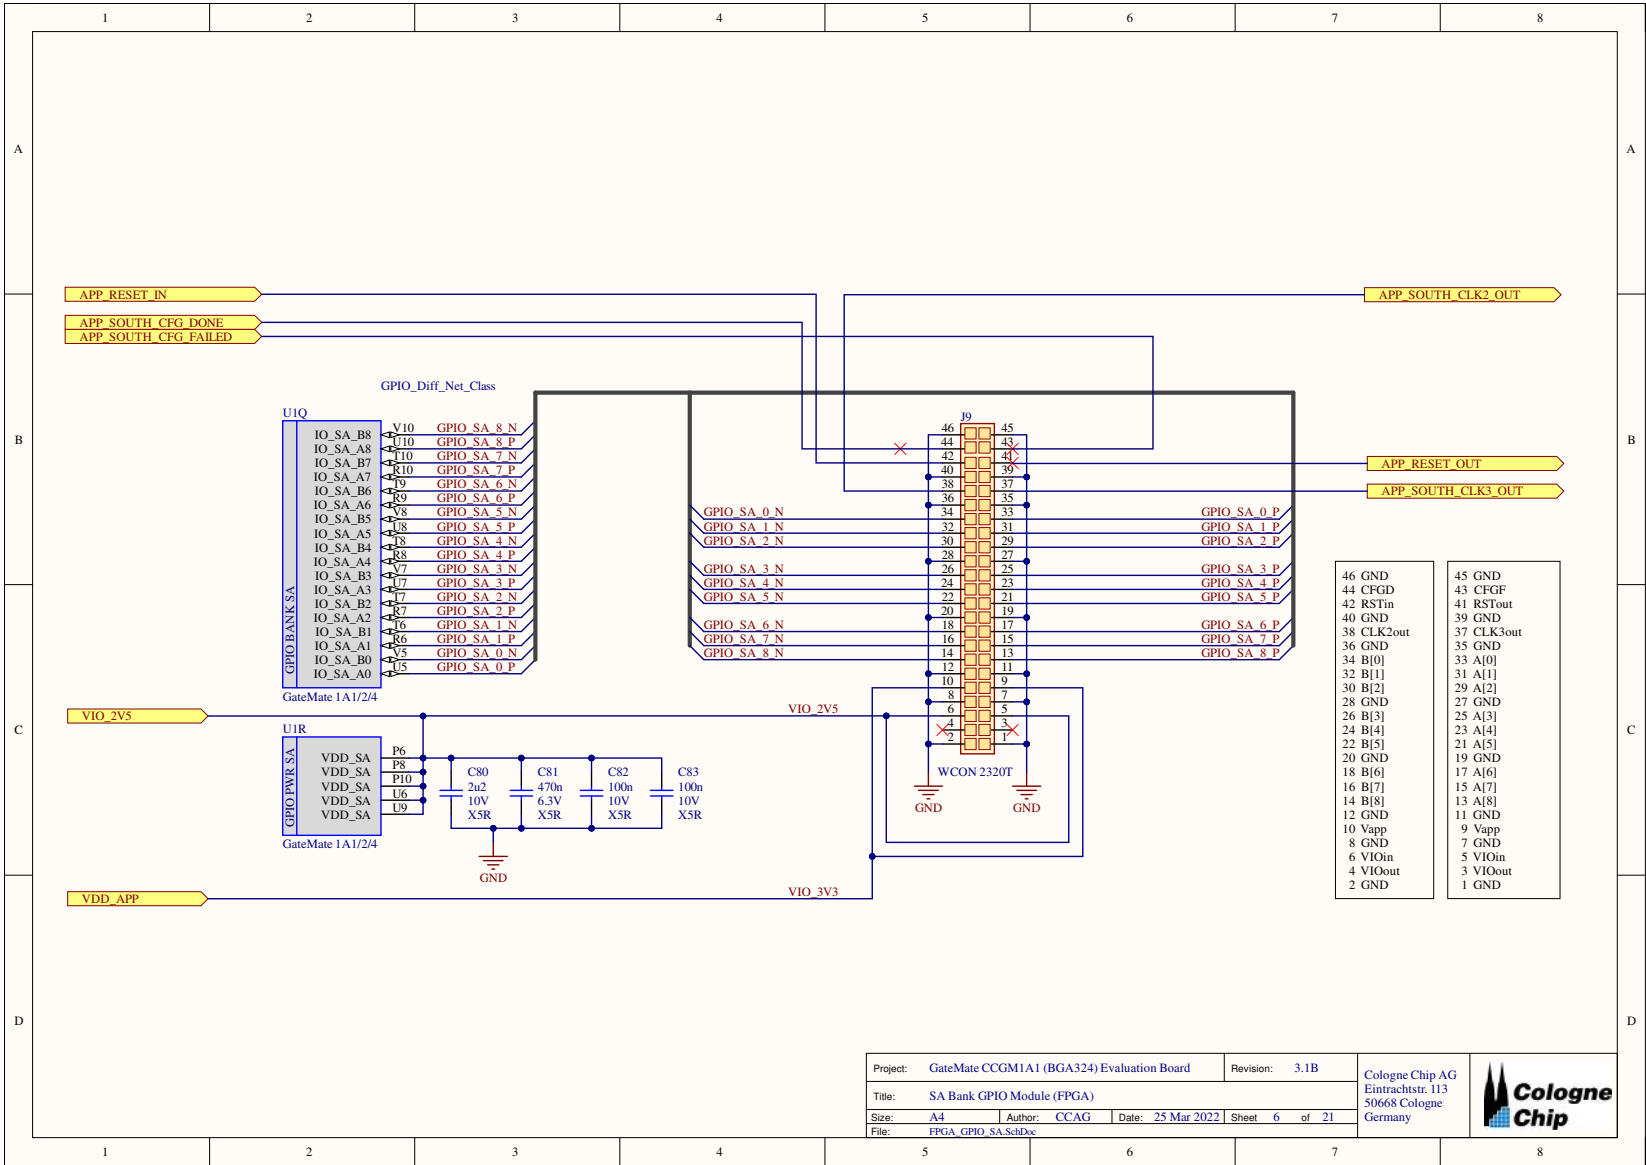 1 2 3 4 5 6 7 8
A A
APP_RESET_IN
APP_SOUTH_CLK2_OUT
APP_SOUTH_CFG_DONE
APP_SOUTH_CFG_FAILED
GPIO_Diff_Net_Class
B B
U1Q
GPIO BANK SA
IO_SA_B8 V10 GPIO_SA_8_N
IO_SA_A8 U10 GPIO_SA_8_P
IO_SA_B7 T10 GPIO_SA_7_N
IO_SA_A7 R10 GPIO_SA_7_P
IO_SA_B6 T9 GPIO_SA_6_N
IO_SA_A6 R9 GPIO_SA_6_P
IO_SA_B5 V8 GPIO_SA_5_N
IO_SA_A5 U8 GPIO_SA_5_P
IO_SA_B4 T8 GPIO_SA_4_N
IO_SA_A4 R8 GPIO_SA_4_P
IO_SA_B3 V7 GPIO_SA_3_N
IO_SA_A3 U7 GPIO_SA_3_P
IO_SA_B2 T7 GPIO_SA_2_N
IO_SA_A2 R7 GPIO_SA_2_P
IO_SA_B1 T6 GPIO_SA_1_N
IO_SA_A1 R6 GPIO_SA_1_P
IO_SA_B0 V5 GPIO_SA_0_N
IO_SA_A0 U5 GPIO_SA_0_P
GateMate 1A1/2/4
J9
46 45
44 43
42 41
40 39
38 37
36 35
GPIO_SA_0_N 34 33 GPIO_SA_0_P
GPIO_SA_1_N 32 31 GPIO_SA_1_P
GPIO_SA_2_N 30 29 GPIO_SA_2_P
28 27
GPIO_SA_3_N 26 25 GPIO_SA_3_P
GPIO_SA_4_N 24 23 GPIO_SA_4_P
GPIO_SA_5_N 22 21 GPIO_SA_5_P
20 19
GPIO_SA_6_N 18 17 GPIO_SA_6_P
GPIO_SA_7_N 16 15 GPIO_SA_7_P
GPIO_SA_8_N 14 13 GPIO_SA_8_P
12 11
10 9
8 7
6 5
4 3
2 1
WCON 2320T
GND GND
APP_RESET_OUT
APP_SOUTH_CLK3_OUT
46 GND 45 GND
44 CFGD 43 CFGF
42 RSTin 41 RSTout
40 GND 39 GND
38 CLK2out 37 CLK3out
36 GND 35 GND
34 B[0] 33 A[0]
32 B[1] 31 A[1]
30 B[2] 29 A[2]
28 GND 27 GND
26 B[3] 25 A[3]
24 B[4] 23 A[4]
22 B[5] 21 A[5]
20 GND 19 GND
18 B[6] 17 A[6]
16 B[7] 15 A[7]
14 B[8] 13 A[8]
12 GND 11 GND
10 Vapp 9 Vapp
8 GND 7 GND
6 VIOin 5 VIOin
4 VIOout 3 VIOout
2 GND 1 GND
C C
VIO_2V5 VIO_2V5
U1R
GPIO PWR SA
VDD_SA P6
VDD_SA P8
VDD_SA P10
VDD_SA U6
VDD_SA U9
GateMate 1A1/2/4
C80 C81 C82 C83
2u2 470n 100n 100n
10V 6.3V 10V 10V
X5R X5R X5R X5R
GND
VDD_APP VIO_3V3
D D
Project: GateMate CCGM1A1 (BGA324) Evaluation Board Revision: 3.1B
Title: SA Bank GPIO Module (FPGA)
Size: A4 Author: CCAG Date: 25 Mar 2022 Sheet 6 of 21
File: FPGA_GPIO_SA.SchDoc
Cologne Chip AG
Eintrachtstr. 113
50668 Cologne
Germany
Cologne
Chip
1 2 3 4 5 6 7 8